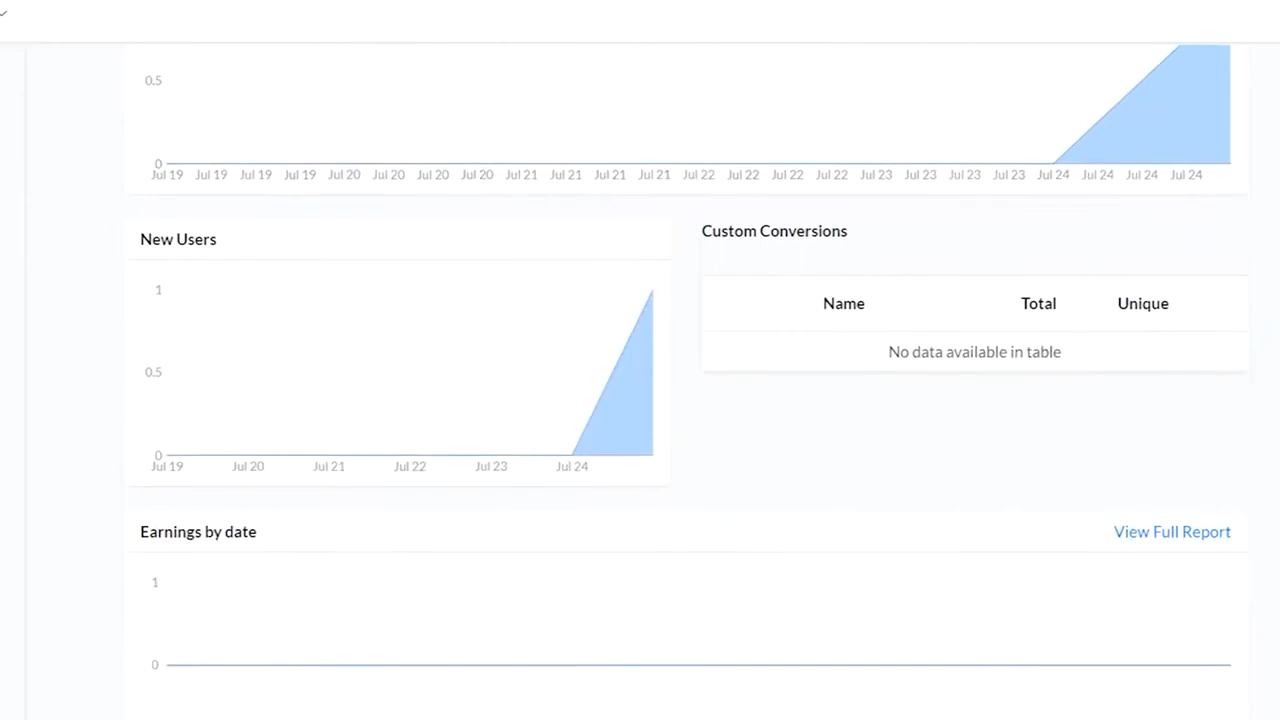 0.5
0
Jul 19 Jul 19 Jul 19 Jul 19 Jul 20 Jul 20 Jul 20 Jul 20 Jul 21 Jul 21 Jul 21 Jul 21 Jul 22 Jul 22 Jul 22 Jul 22 Jul 23 Jul 23 Jul 23 Jul 23 Jul 24 Jul 24 Jul 24 Jul 24
New Users
1
0.5
0
Jul 19 Jul 20 Jul 21 Jul 22 Jul 23 Jul 24
Custom Conversions
Name Total Unique
No data available in table
Earnings by date View Full Report
1
0